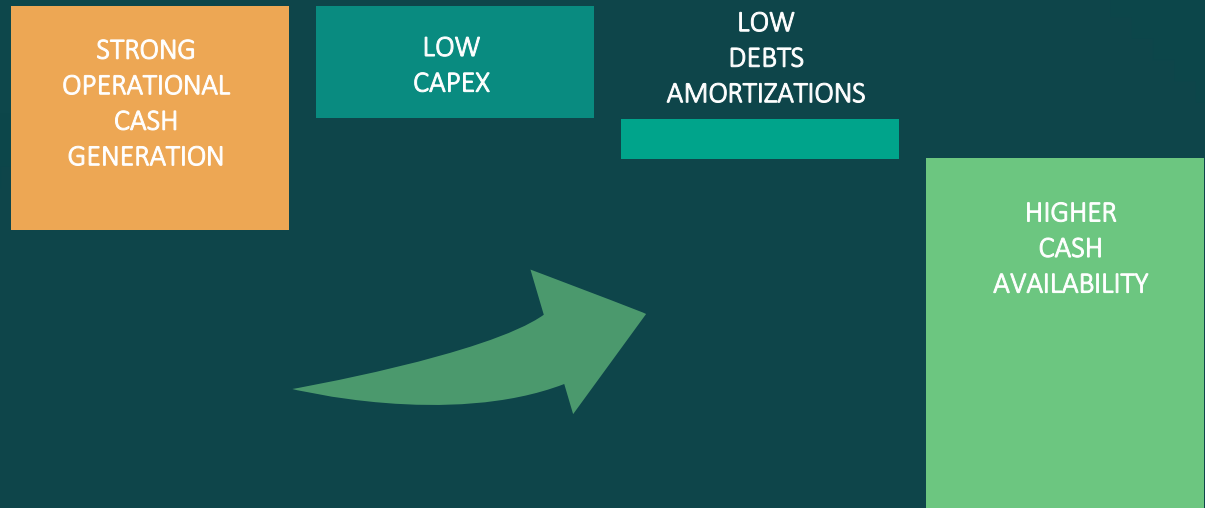 STRONG
OPERATIONAL
CASH
GENERATION
LOW
CAPEX
LOW
DEBTS
AMORTIZATIONS
HIGHER
CASH
AVAILABILITY